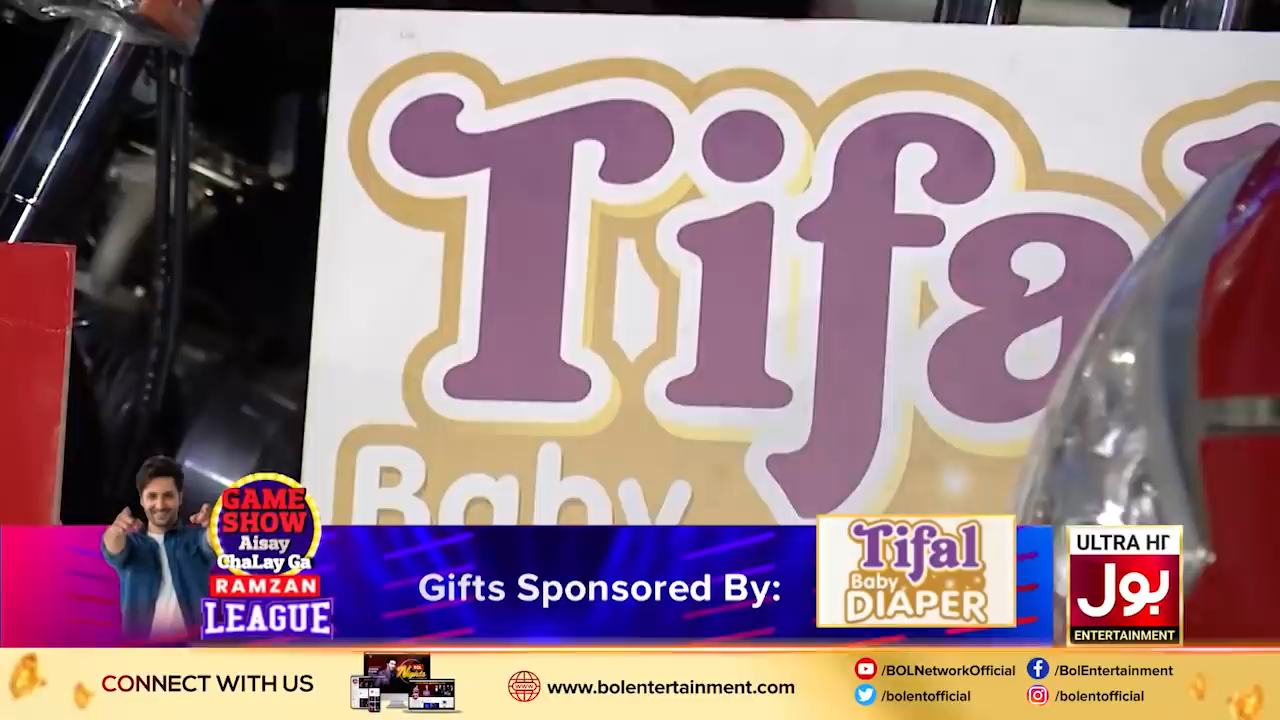 Tifa
Baby
GAME
SHOW
Aisay
ChaLay Ga
RAMZAN
LEAGUE
Gifts Sponsored By:
Tifal
Baby
DIAPER
ULTRA HD
بول
ENTERTAINMENT
CONNECT WITH US
www.bolentertainment.com
/BOLNetworkOfficial
/BolEntertainment
/bolentofficial
/bolentofficial